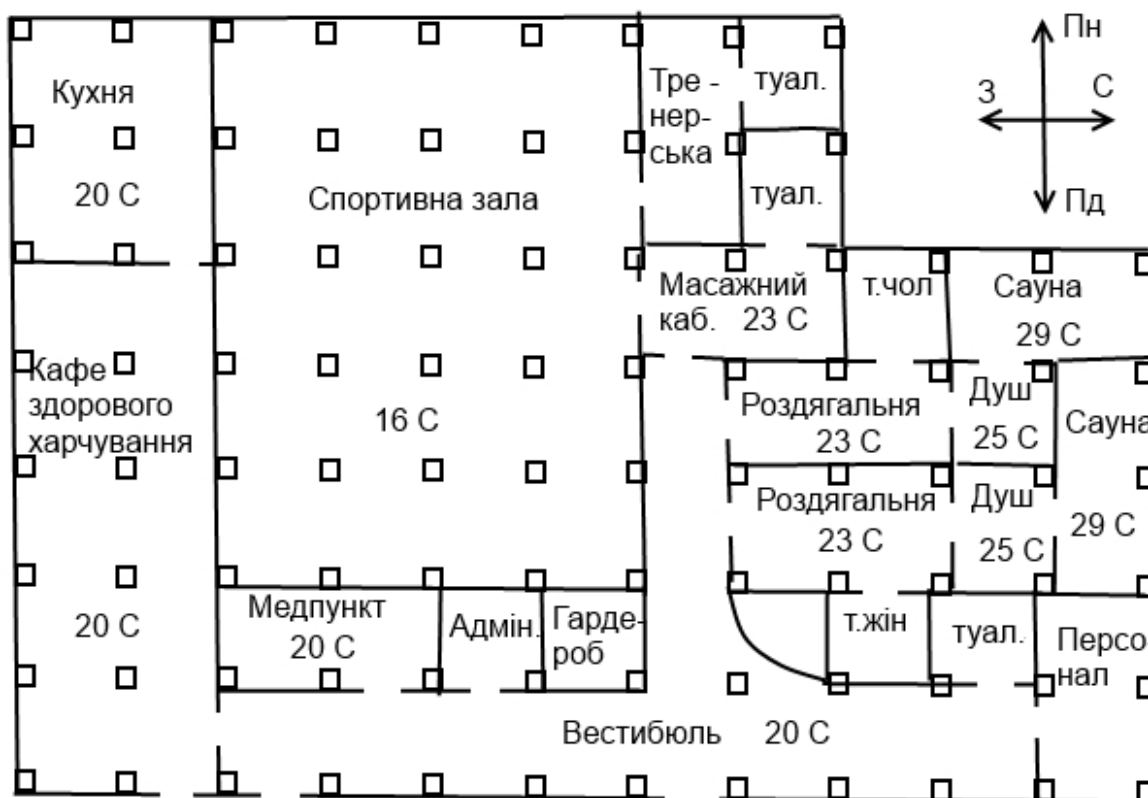 Пн
З
С
Пд
Кухня
20 С
Спортивна зала
16 С
Тре -
нер-
ська
туал.
туал.
Масажний
каб. 23 С
т.чол
Сауна
29 С
Кафе
здорового
харчування
20 С
Роздягальня
23 С
Душ
25 С
Сауна
29 С
Роздягальня
23 С
Душ
25 С
Медпункт
20 С
Адмін.
Гарде-
роб
т.жін
туал.
Персо
нал
Вестибюль 20 С